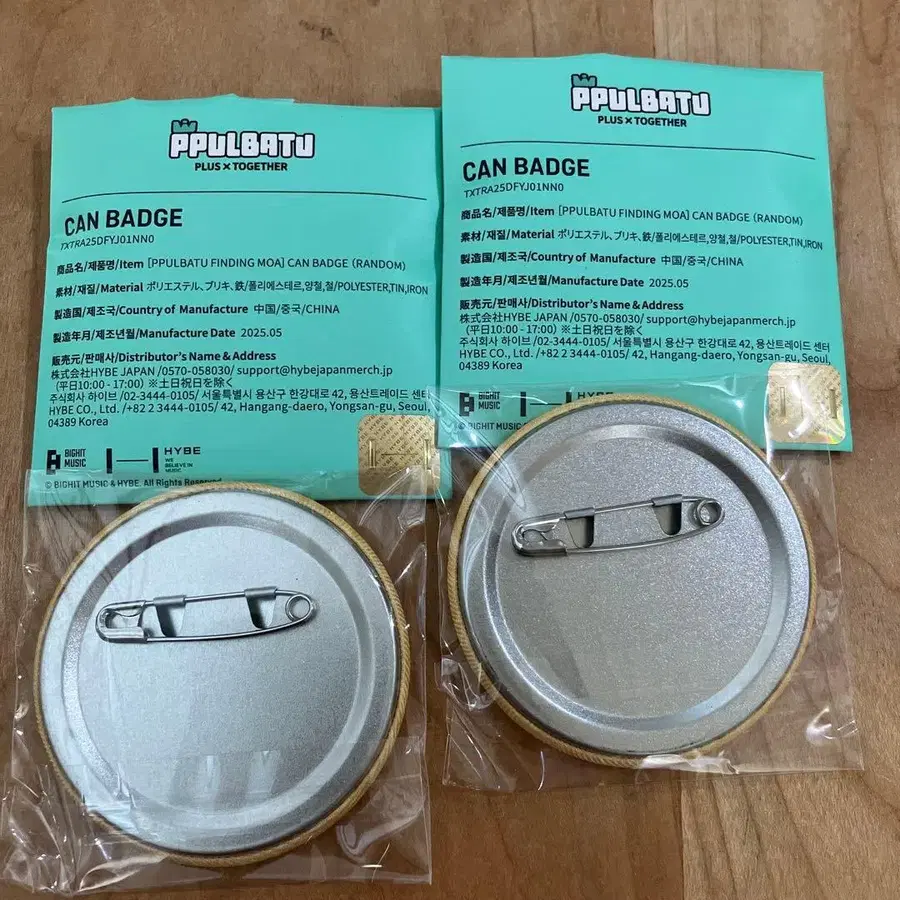 PPULBATU
PLUS × TOGETHER
CAN BADGE
TXTRA25DFYJ01NN0
商品名/제품명/Item [PPULBATU FINDING MOA] CAN BADGE (RANDOM)
素材/재질/Material ポリエステル、ブリキ、鉄/폴리에스테르,양철,철/POLYESTER,TIN,IRON
製造国/제조국/Country of Manufacture 中国/중국/CHINA
製造年月/제조년월/Manufacture Date 2025.05
販売元/판매사/Distributor's Name & Address
株式会社HYBE JAPAN /0570-058030/ support@hybejapanmerch.jp
(平日10:00 - 17:00) ※土日祝日を除く
주식회사 하이브 /02-3444-0105/ 서울특별시 용산구 한강대로 42, 용산트레이드 센터
HYBE CO., Ltd. /+82 2 3444-0105/ 42, Hangang-daero, Yongsan-gu, Seoul,
04389 Korea
BIGHIT
MUSIC
HYBE
WE
BELIEVE IN
MUSIC
© BIGHIT MUSIC & HYBE. All Rights Reserved
PPULBATU
PLUS × TOGETHER
CAN BADGE
TXTRA25DFYJ01NN0
商品名/제품명/Item [PPULBATU FINDING MOA] CAN BADGE (RANDOM)
素材/재질/Material ポリエステル、ブリキ、鉄/폴리에스테르,양철,철/POLYESTER,TIN,IRON
製造国/제조국/Country of Manufacture 中国/중국/CHINA
製造年月/제조년월/Manufacture Date 2025.05
販売元/판매사/Distributor's Name & Address
株式会社HYBE JAPAN /0570-058030/ support@hybejapanmerch.jp
(平日10:00 - 17:00) ※土日祝日を除く
주식회사 하이브 /02-3444-0105/ 서울특별시 용산구 한강대로 42, 용산트레이드 센터
HYBE CO., Ltd. /+82 2 3444-0105/ 42, Hangang-daero, Yongsan-gu, Seoul,
04389 Korea
BIGHIT
MUSIC
HYBE
© BIGHIT MUSIC